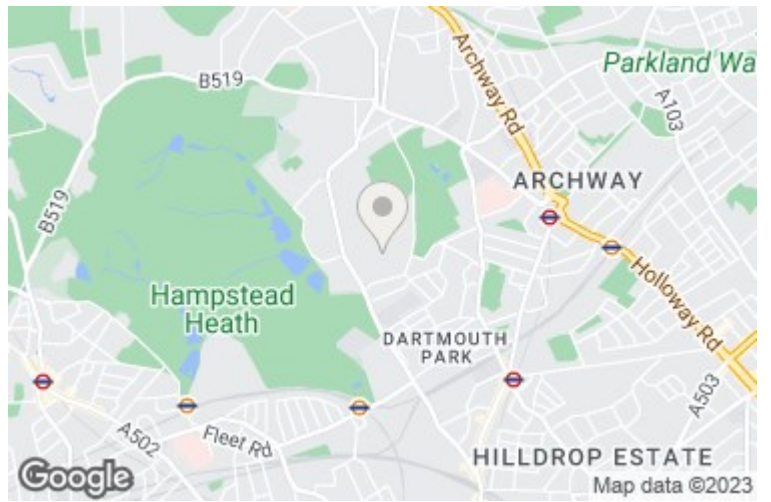 B519
Archway Rd
Parkland Wa
A103
B519
ARCHWAY
Hampstead
Heath
Holloway Rd
DARTMOUTH
PARK
A503
A502
Fleet Rd
HILLDROP ESTATE
Google
Map data ©2023